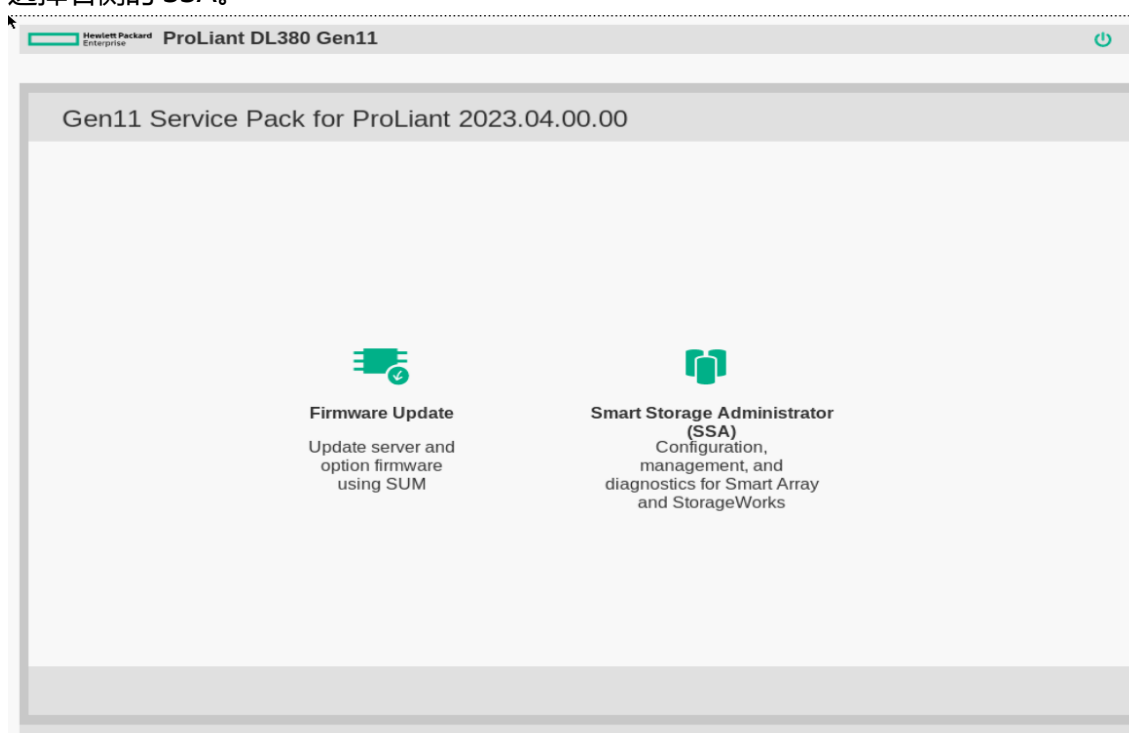 Hewlett Packard
Enterprise
ProLiant DL380 Gen11
Gen11 Service Pack for ProLiant 2023.04.00.00
Firmware Update
Update server and
option firmware
using SUM
Smart Storage Administrator
(SSA)
Configuration,
management, and
diagnostics for Smart Array
and StorageWorks